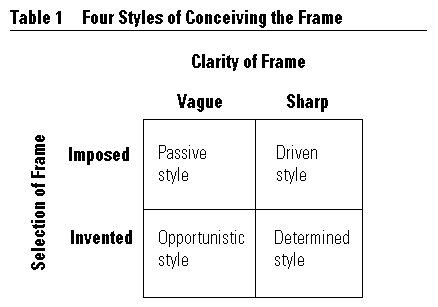 Table 1 Four Styles of Conceiving the Frame
Clarity of Frame
Vague Sharp
Selection of Frame
Imposed
Passive
style
Driven
style
Invented
Opportunistic
style
Determined
style